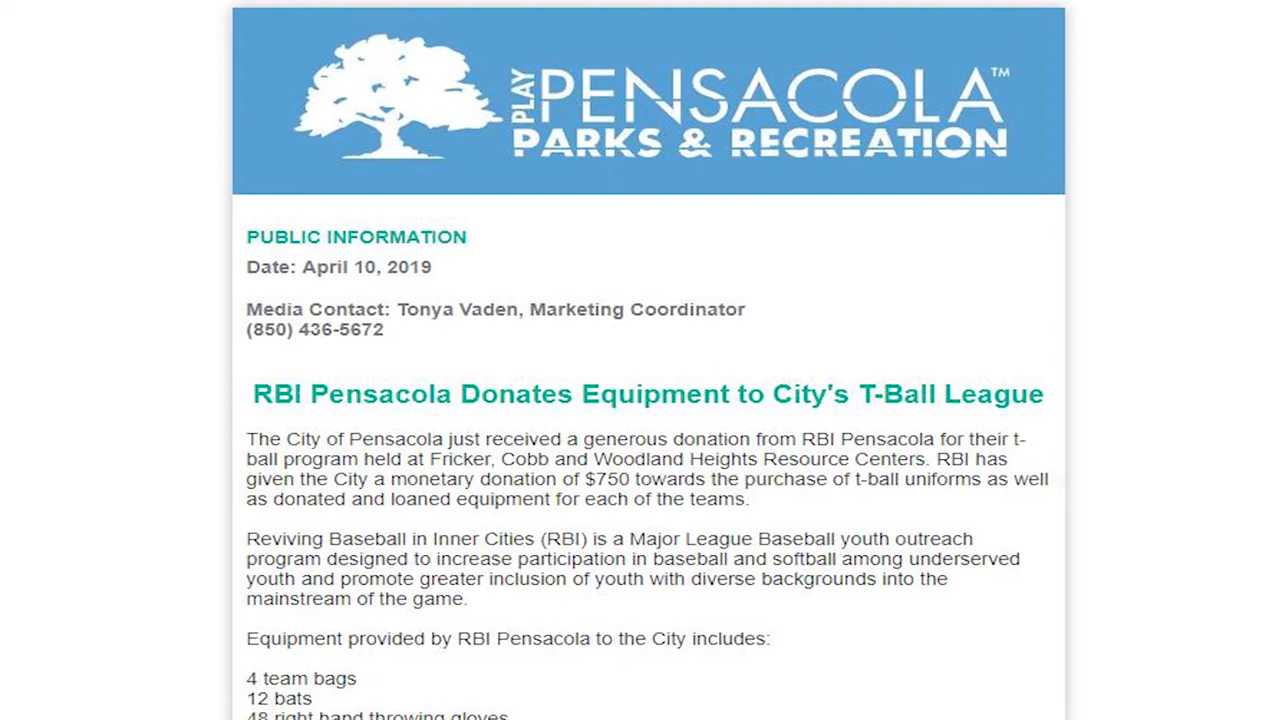 PLAY PENSACOLA™
PARKS & RECREATION
PUBLIC INFORMATION
Date: April 10, 2019
Media Contact: Tonya Vaden, Marketing Coordinator
(850) 436-5672
RBI Pensacola Donates Equipment to City's T-Ball League
The City of Pensacola just received a generous donation from RBI Pensacola for their t-
ball program held at Fricker, Cobb and Woodland Heights Resource Centers. RBI has
given the City a monetary donation of $750 towards the purchase of t-ball uniforms as well
as donated and loaned equipment for each of the teams.
Reviving Baseball in Inner Cities (RBI) is a Major League Baseball youth outreach
program designed to increase participation in baseball and softball among underserved
youth and promote greater inclusion of youth with diverse backgrounds into the
mainstream of the game.
Equipment provided by RBI Pensacola to the City includes:
4 team bags
12 bats
48 right hand throwing gloves